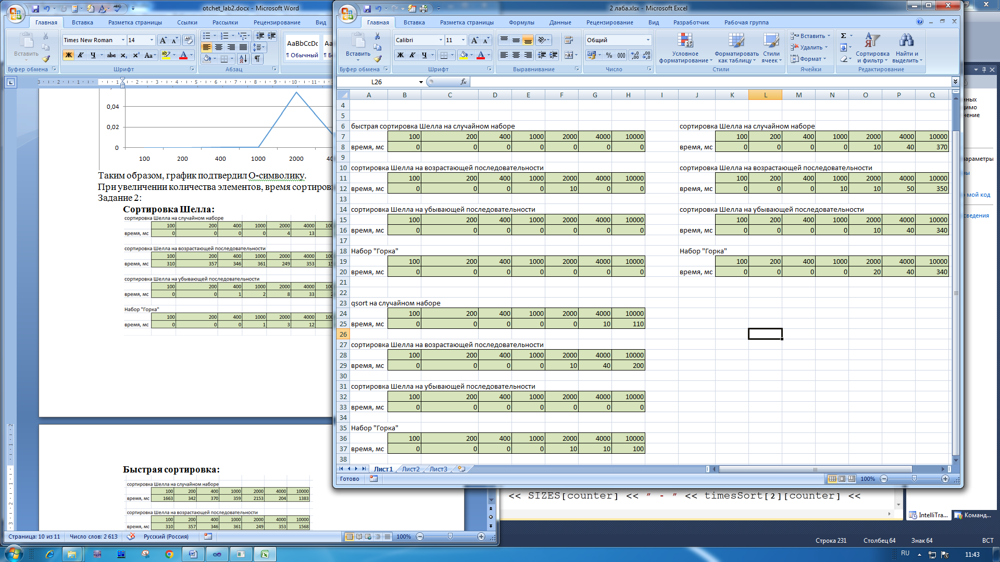 otchet_lab2.docx - Microsoft Word
Главная Вставка Разметка страницы Ссылки Рассылки Рецензирование Вид
Вставить
Times New Roman 14
AaBbCcDc
¶ Обычный
Буфер обмена Шрифт Абзац
0,04
0,02
0
100 200 400 1000 2000
Таким образом, график подтвердил О-символику.
При увеличении количества элементов, время сортиров
Задание 2:
Сортировка Шелла:
сортировка Шелла на случайном наборе
100 200 400 1000 2000 4000
время, мс 0 0 0 0 4 13
сортировка Шелла на возрастающей последовательности
100 200 400 1000 2000 4000
время, мс 310 357 346 361 249 353
сортировка Шелла на убывающей последовательности
100 200 400 1000 2000 4000
время, мс 0 0 1 2 8 33
Набор "Горка"
100 200 400 1000 2000 4000
время, мс 0 0 0 1 3 12
Быстрая сортировка:
сортировка Шелла на случайном наборе
100 200 400 1000 2000 4000 10000
время, мс 1663 342 370 359 2153 204 1383
сортировка Шелла на возрастающей последовательности
100 200 400 1000 2000 4000 10000
время, мс 310 357 346 361 249 353 1568
Страница: 10 из 11 Число слов: 2 613 Русский (Россия) 100%
2 лаба.xlsx - Microsoft Excel
Главная Вставка Разметка страницы Формулы Данные Рецензирование Вид Разработчик Рабочая группа
Вставить
Calibri 11
Общий
Условное форматирование
Форматировать как таблицу
Стили ячеек
Вставить
Удалить
Формат
Сортировка и фильтр
Найти и выделить
Буфер обмена Шрифт Выравнивание Число Стили Ячейки Редактирование
L26
A B C D E F G H I J K L M N O P Q
4
5
6 быстрая сортировка Шелла на случайном наборе сортировка Шелла на случайном наборе
7 100 200 400 1000 2000 4000 10000 100 200 400 1000 2000 4000 10000
8 время, мс 0 0 0 0 0 0 0 время, мс 0 0 0 0 10 40 370
9
10 сортировка Шелла на возрастающей последовательности сортировка Шелла на возрастающей последовательности
11 100 200 400 1000 2000 4000 10000 100 200 400 1000 2000 4000 10000
12 время, мс 0 0 0 0 10 0 0 время, мс 0 0 0 10 10 50 350
13
14 сортировка Шелла на убывающей последовательности сортировка Шелла на убывающей последовательности
15 100 200 400 1000 2000 4000 10000 100 200 400 1000 2000 4000 10000
16 время, мс 0 0 0 0 0 0 0 время, мс 0 0 0 0 10 40 340
17
18 Набор "Горка" Набор "Горка"
19 100 200 400 1000 2000 4000 10000 100 200 400 1000 2000 4000 10000
20 время, мс 0 0 0 0 0 0 0 время, мс 0 0 0 0 20 40 340
21
22
23 qsort на случайном наборе
24 100 200 400 1000 2000 4000 10000
25 время, мс 0 0 0 0 0 10 110
26
27 сортировка Шелла на возрастающей последовательности
28 100 200 400 1000 2000 4000 10000
29 время, мс 0 0 0 0 10 40 200
30
31 сортировка Шелла на убывающей последовательности
32 100 200 400 1000 2000 4000 10000
33 время, мс 0 0 0 0 0 0 0
34
35 Набор "Горка"
36 100 200 400 1000 2000 4000 10000
37 время, мс 0 0 0 0 10 10 100
38
Лист1 Лист2 Лист3
Готово 100%
араметры
мой код
сведения
<< SIZES[counter] << " - " << timesSort[2][counter] <<
IntelliTra... Команд...
Строка 231 Столбец 64 Знак 64 ВСТ
RU 11:43